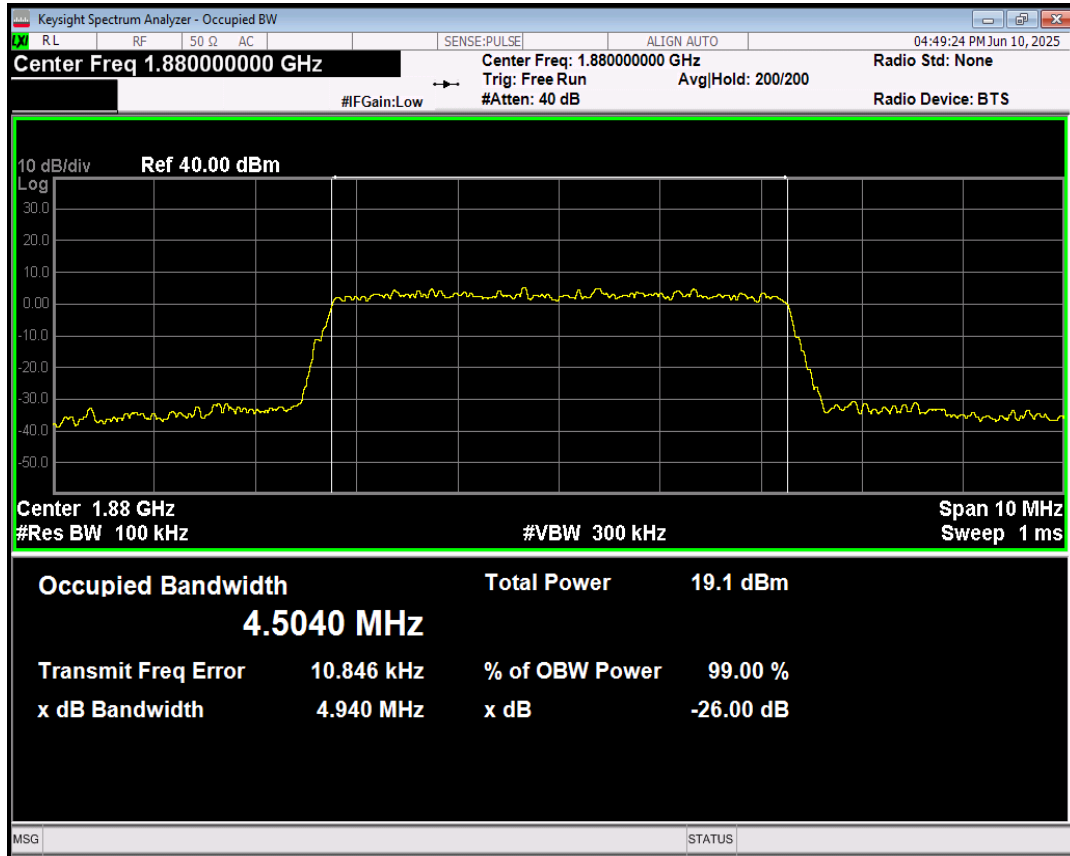 Keysight Spectrum Analyzer - Occupied BW
LXI RL RF 50 Ω AC SENSE:PULSE ALIGN AUTO 04:49:24 PM Jun 10, 2025
Center Freq 1.880000000 GHz Center Freq: 1.880000000 GHz Radio Std: None
Trig: Free Run Avg|Hold: 200/200
#IFGain:Low #Atten: 40 dB Radio Device: BTS
10 dB/div Ref 40.00 dBm
Log
30.0
20.0
10.0
0.00
-10.0
-20.0
-30.0
-40.0
-50.0
Center 1.88 GHz Span 10 MHz
#Res BW 100 kHz #VBW 300 kHz Sweep 1 ms
Occupied Bandwidth Total Power 19.1 dBm
4.5040 MHz
Transmit Freq Error 10.846 kHz % of OBW Power 99.00 %
x dB Bandwidth 4.940 MHz x dB -26.00 dB
MSG STATUS